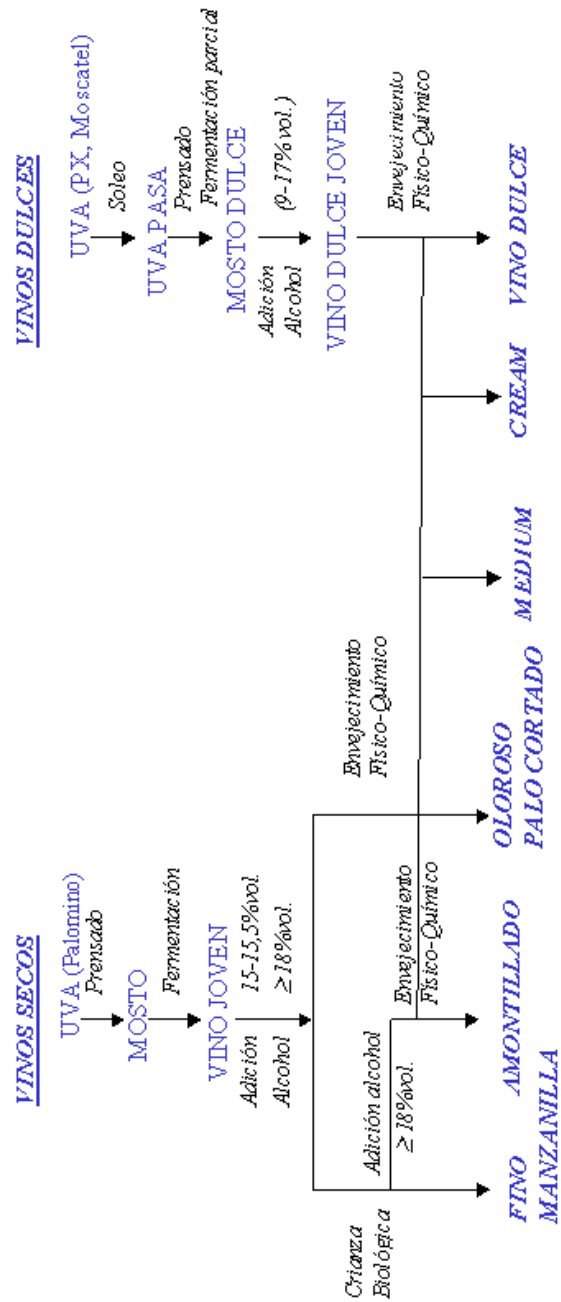 VINOS SECOS
UVA (Palomino)
Prensado
MOSTO
Fermentación
VINO JOVEN
Adición
Alcohol
15-15,5%vol.
≥18%vol.
Crianza
Biológica
Adición alcohol
≥ 18%vol.
Envejecimiento
Físico-Químico
Envejecimiento
Físico-Químico
FINO
MANZANILLA
AMONTILLADO
OLOROSO
PALO CORTADO
MEDIUM
CREAM
VINO DULCE
VINOS DULCES
UVA (PX, Moscatel)
Soleo
UVA PASA
Prensado
Fermentación parcial
MOSTO DULCE
Adición
Alcohol
(9-17%vol.)
VINO DULCE JOVEN
Envejecimiento
Físico-Químico